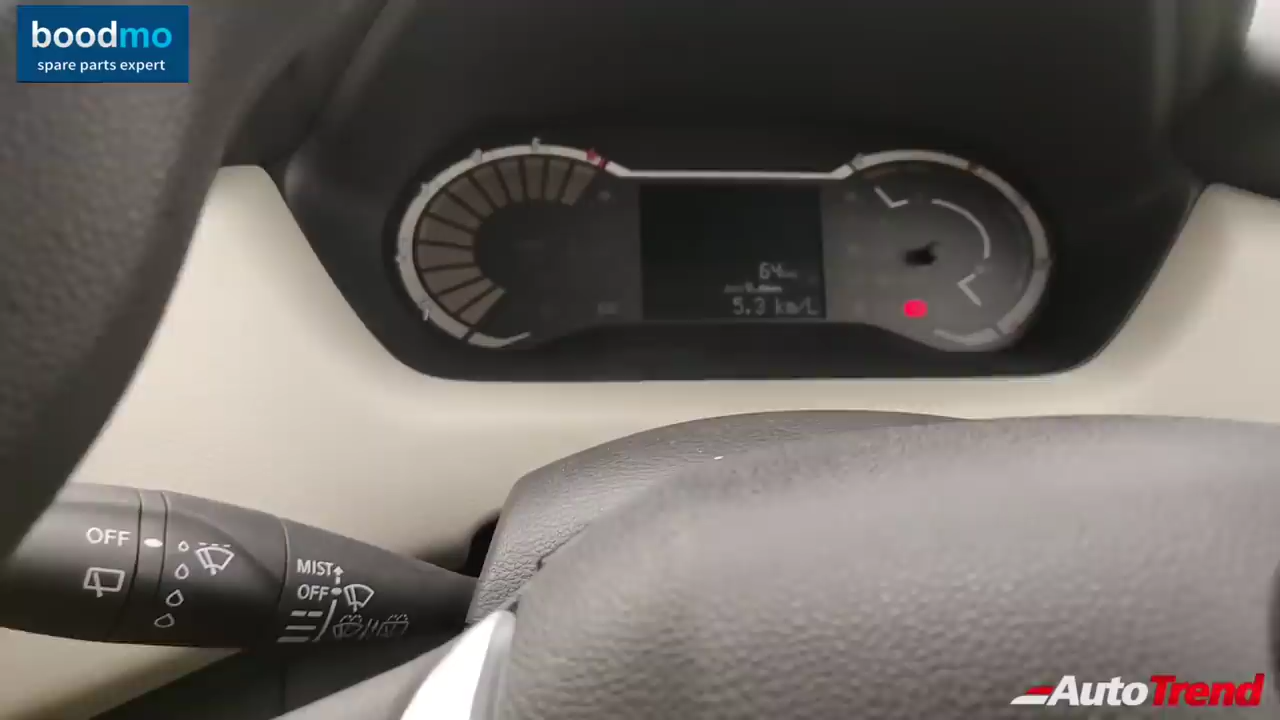 boodmo
spare parts expert
64
5.3 km/L
OFF
MIST
OFF
AutoTrend